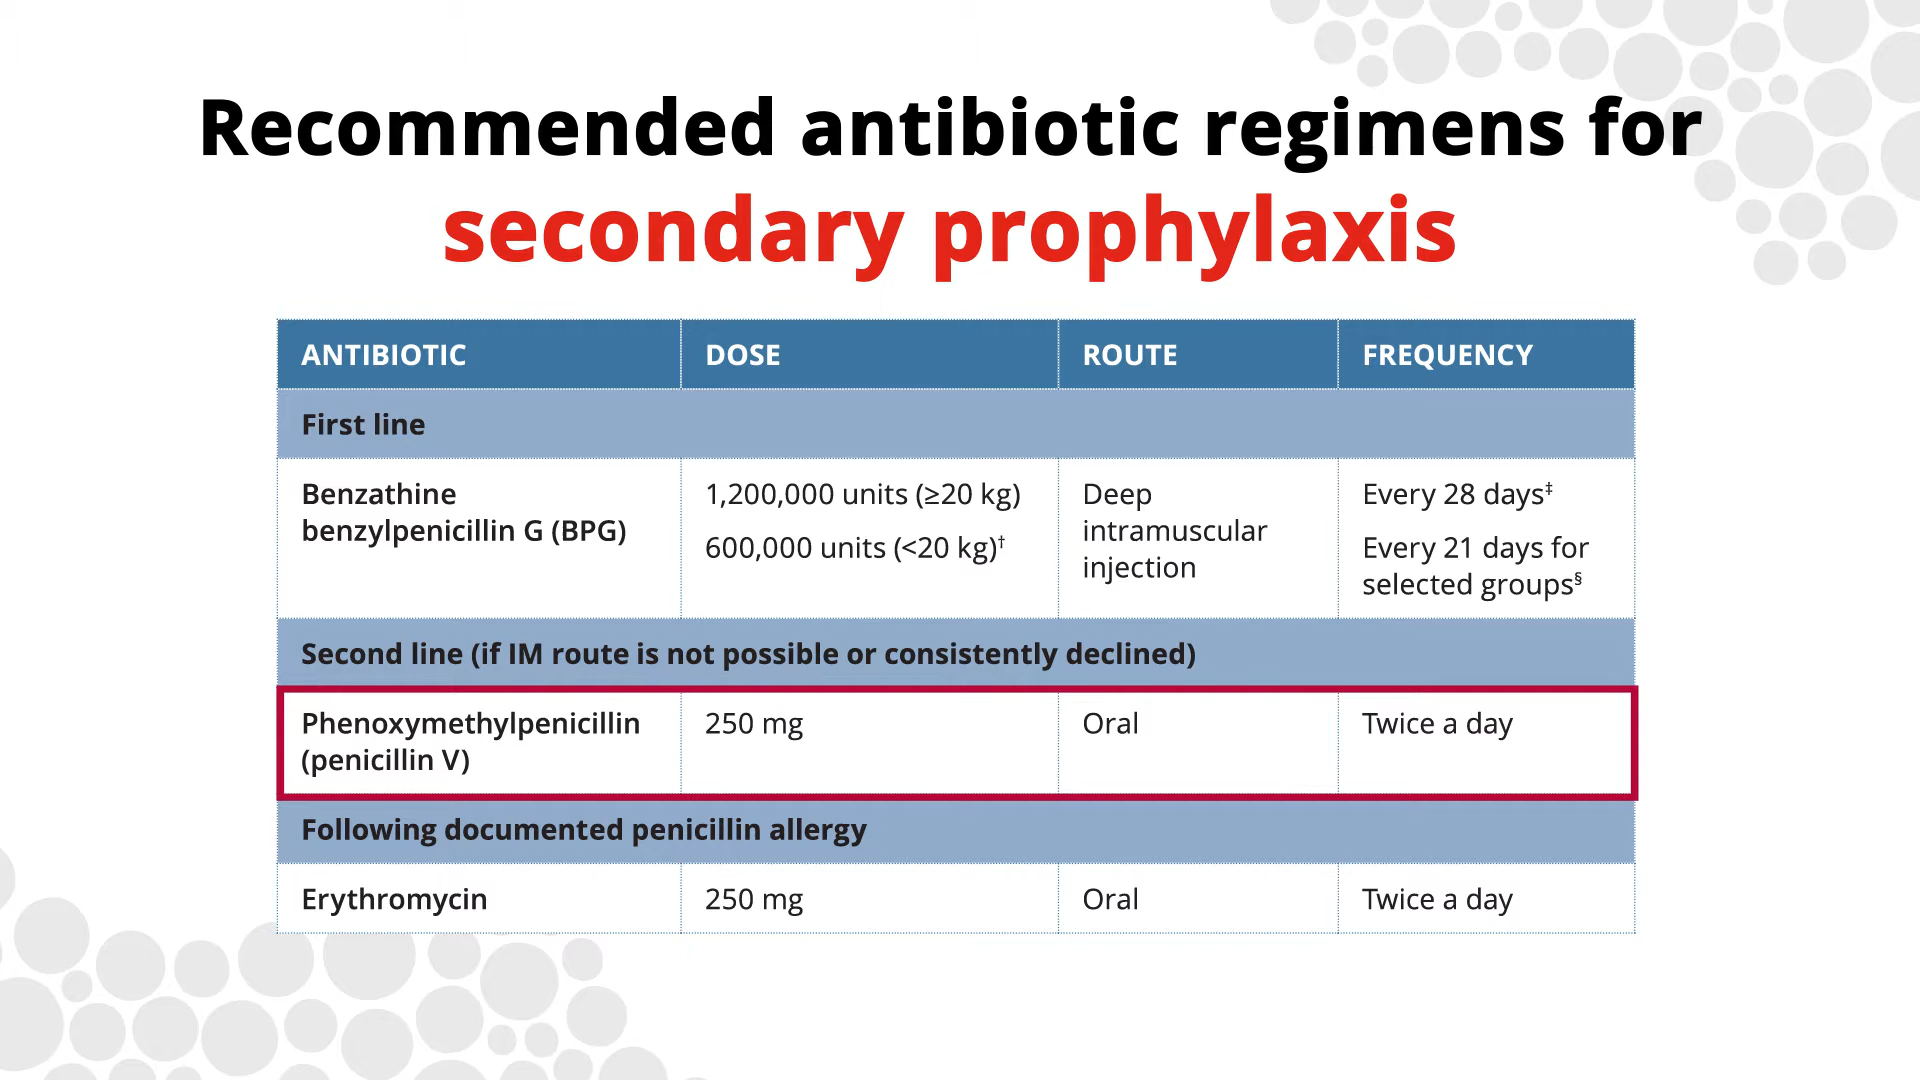 Recommended antibiotic regimens for
secondary prophylaxis
ANTIBIOTIC DOSE ROUTE FREQUENCY
First line
Benzathine
benzylpenicillin G (BPG)
1,200,000 units (≥20 kg)
600,000 units (<20 kg)†
Deep
intramuscular
injection
Every 28 days‡
Every 21 days for
selected groups§
Second line (if IM route is not possible or consistently declined)
Phenoxymethylpenicillin
(penicillin V)
250 mg
Oral
Twice a day
Following documented penicillin allergy
Erythromycin
250 mg
Oral
Twice a day